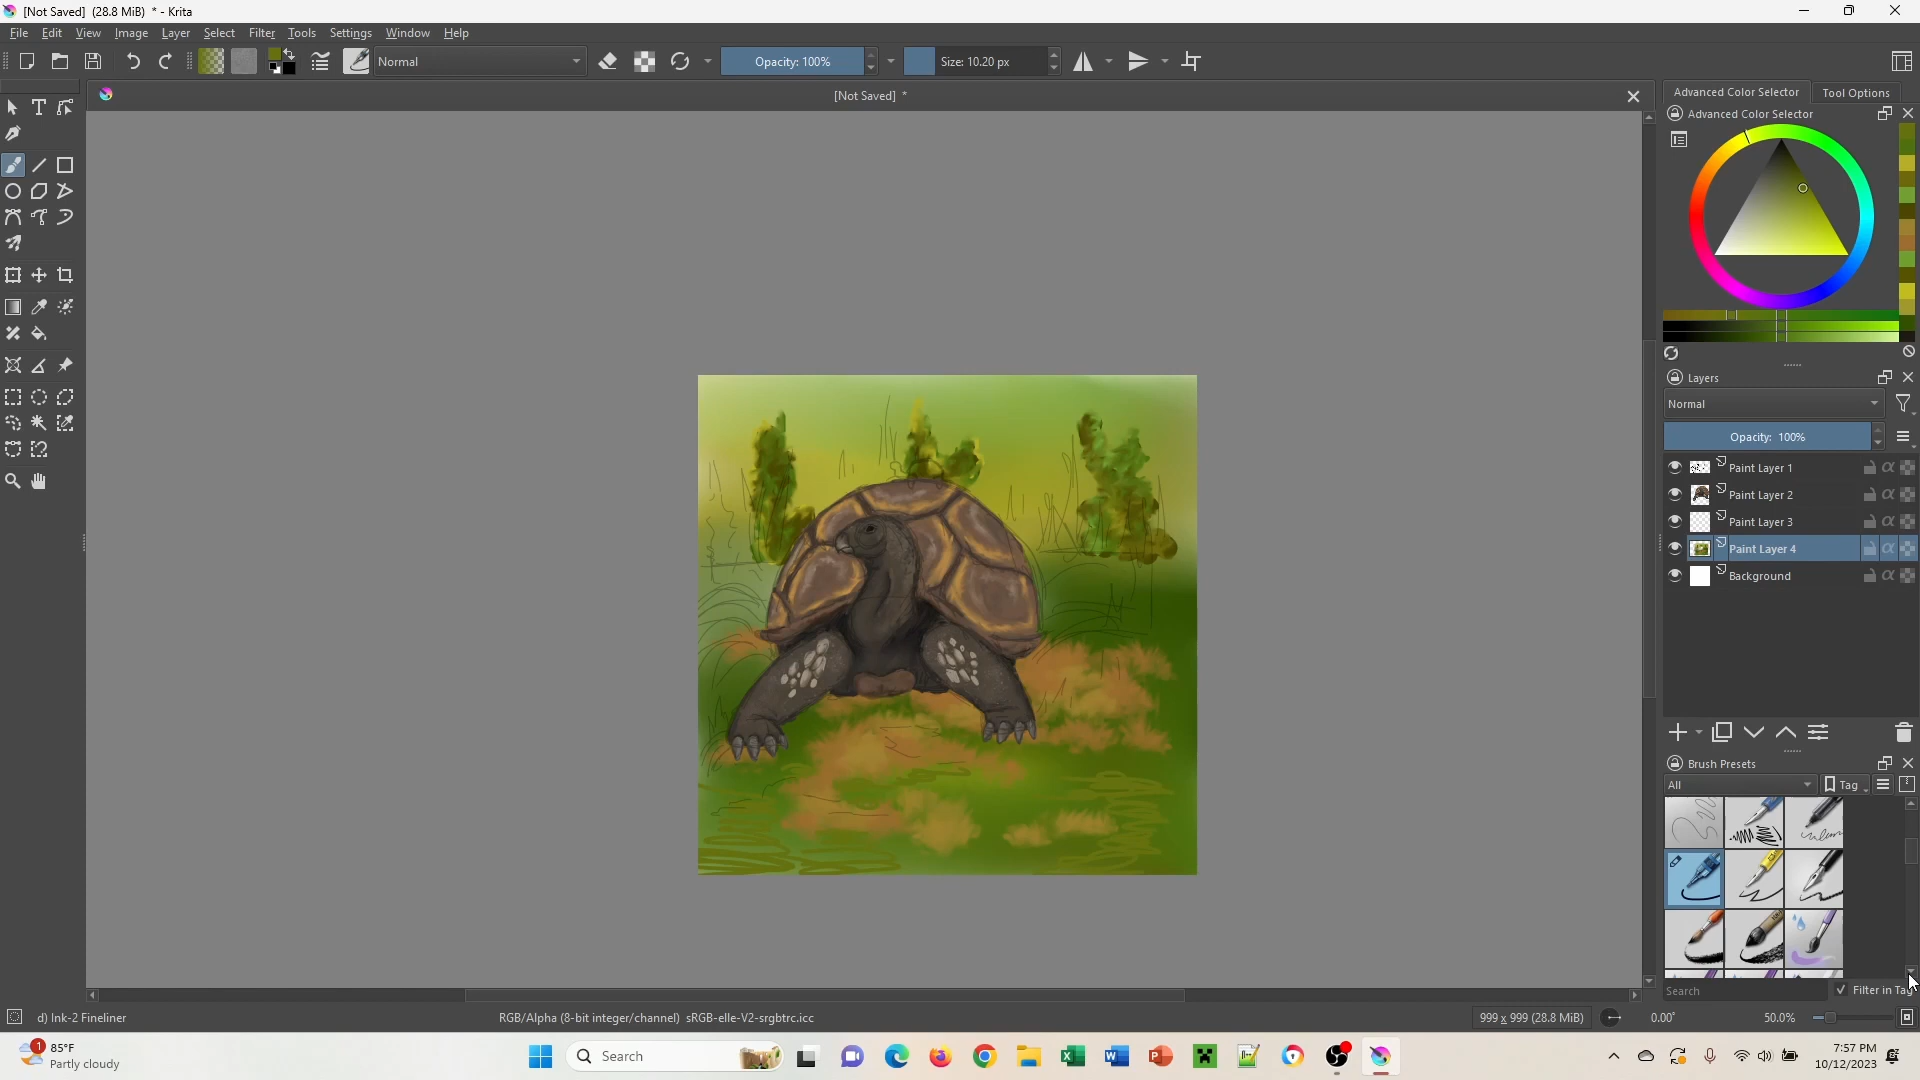 [Not Saved] (28.8 MiB) * - Krita
File Edit View Image Layer Select Filter Tools Settings Window Help
Normal
Opacity: 100%
Size: 10.20 px
[Not Saved] *
Advanced Color Selector
Tool Options
Advanced Color Selector
Layers
Normal
Opacity: 100%
Paint Layer 1
Paint Layer 2
Paint Layer 3
Paint Layer 4
Background
Brush Presets
All
Tag
Search
Filter in Tag
d) Ink-2 Fineliner
RGB/Alpha (8-bit integer/channel) sRGB-elle-V2-srgbtrc.icc
999 x 999 (28.8 MiB)
0.00°
50.0%
1
85°F
Partly cloudy
Search
7:57 PM
10/12/2023